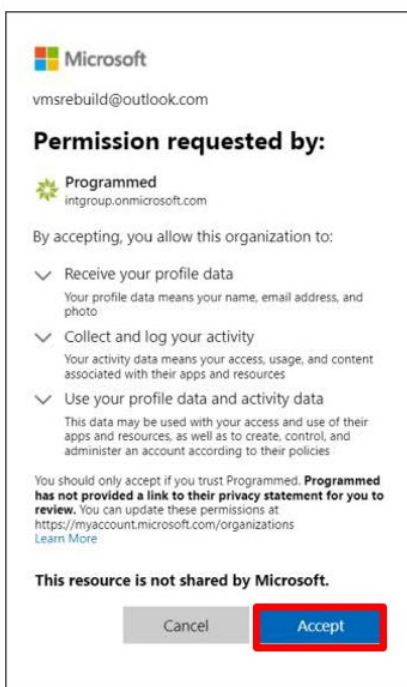 Microsoft
vmsrebuild@outlook.com
Permission requested by:
Programmed
intgroup.onmicrosoft.com
By accepting, you allow this organization to:
Receive your profile data
Your profile data means your name, email address, and
photo
Collect and log your activity
Your activity data means your access, usage, and content
associated with their apps and resources
Use your profile data and activity data
This data may be used with your access and use of their
apps and resources, as well as to create, control, and
administer an account according to their policies
You should only accept if you trust Programmed. Programmed
has not provided a link to their privacy statement for you to
review. You can update these permissions at
https://myaccount.microsoft.com/organizations
Learn More
This resource is not shared by Microsoft.
Cancel
Accept